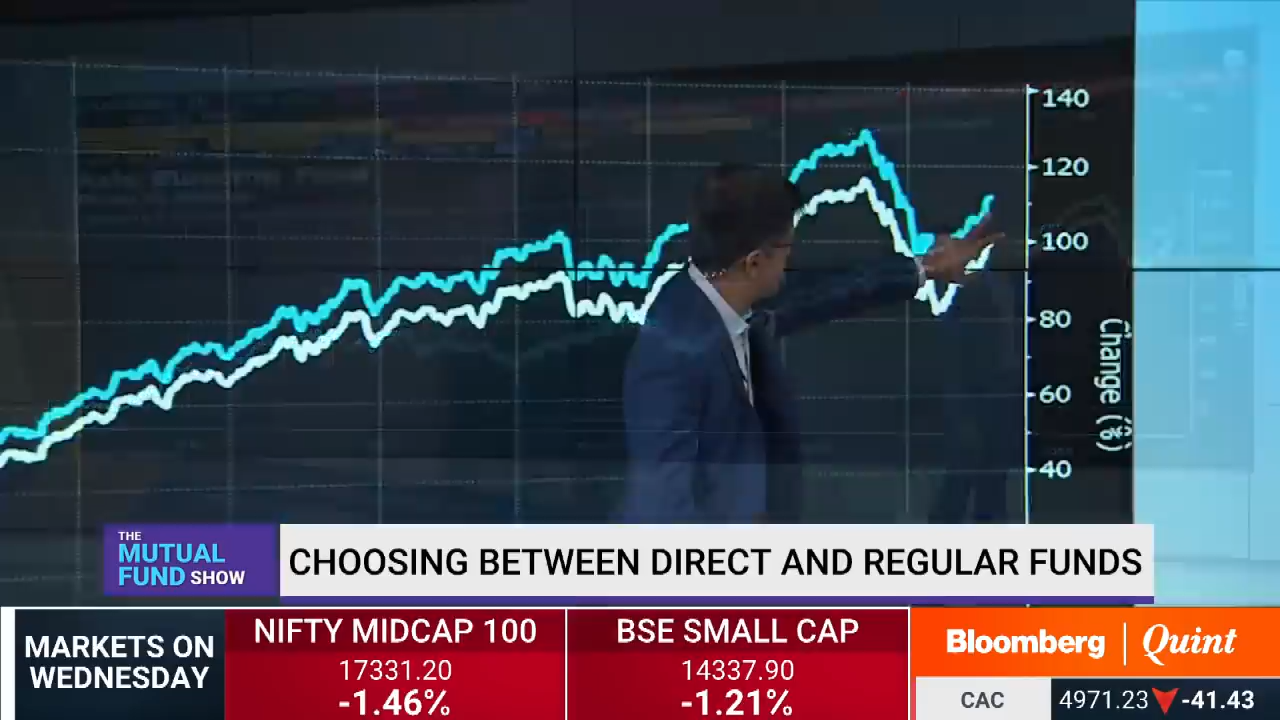 140
120
100
80
60
40
Change (%)
THE
MUTUAL
FUND SHOW
CHOOSING BETWEEN DIRECT AND REGULAR FUNDS
MARKETS ON
WEDNESDAY
NIFTY MIDCAP 100
17331.20
-1.46%
BSE SMALL CAP
14337.90
-1.21%
Bloomberg | Quint
CAC
4971.23 -41.43